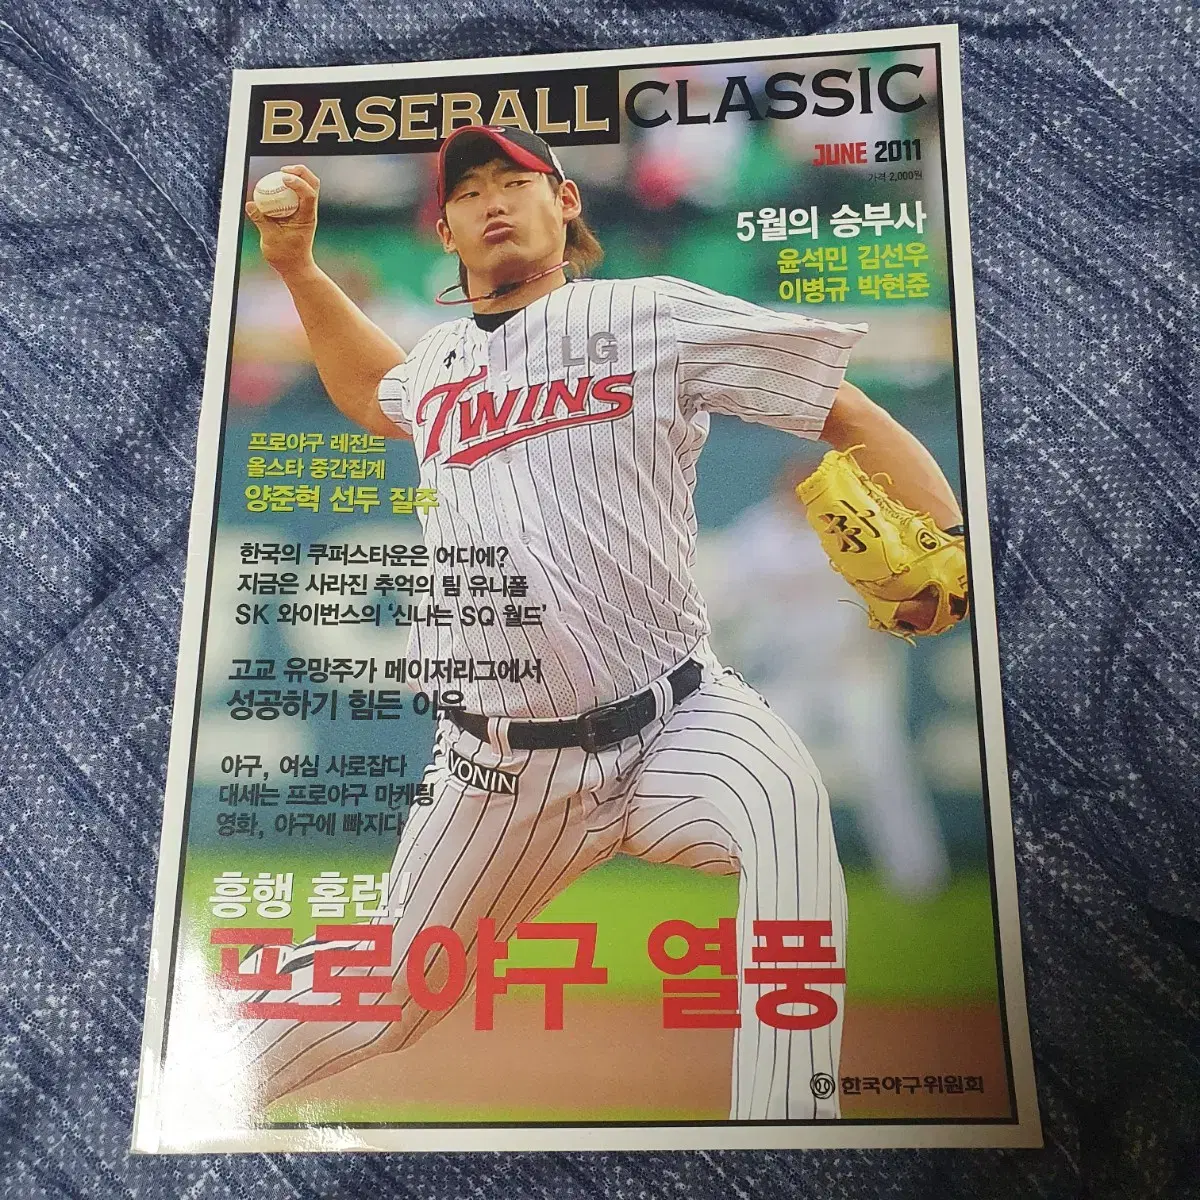 BASEBALL CLASSIC
JUNE 2011
가격 2,000원
5월의 승부사
윤석민 김선우
이병규 박현준
LG
TWINS
프로야구 레전드
올스타 중간집계
양준혁 선두 질주
한국의 쿠퍼스타운은 어디에?
지금은 사라진 추억의 팀 유니폼
SK 와이번스의 ‘신나는 SQ 월드’
고교 유망주가 메이저리그에서
성공하기 힘든 이유
VONIN
야구, 여심 사로잡다
대세는 프로야구 마케팅
영화, 야구에 빠지다
흥행 홈런!
프로야구 열풍
한국야구위원회